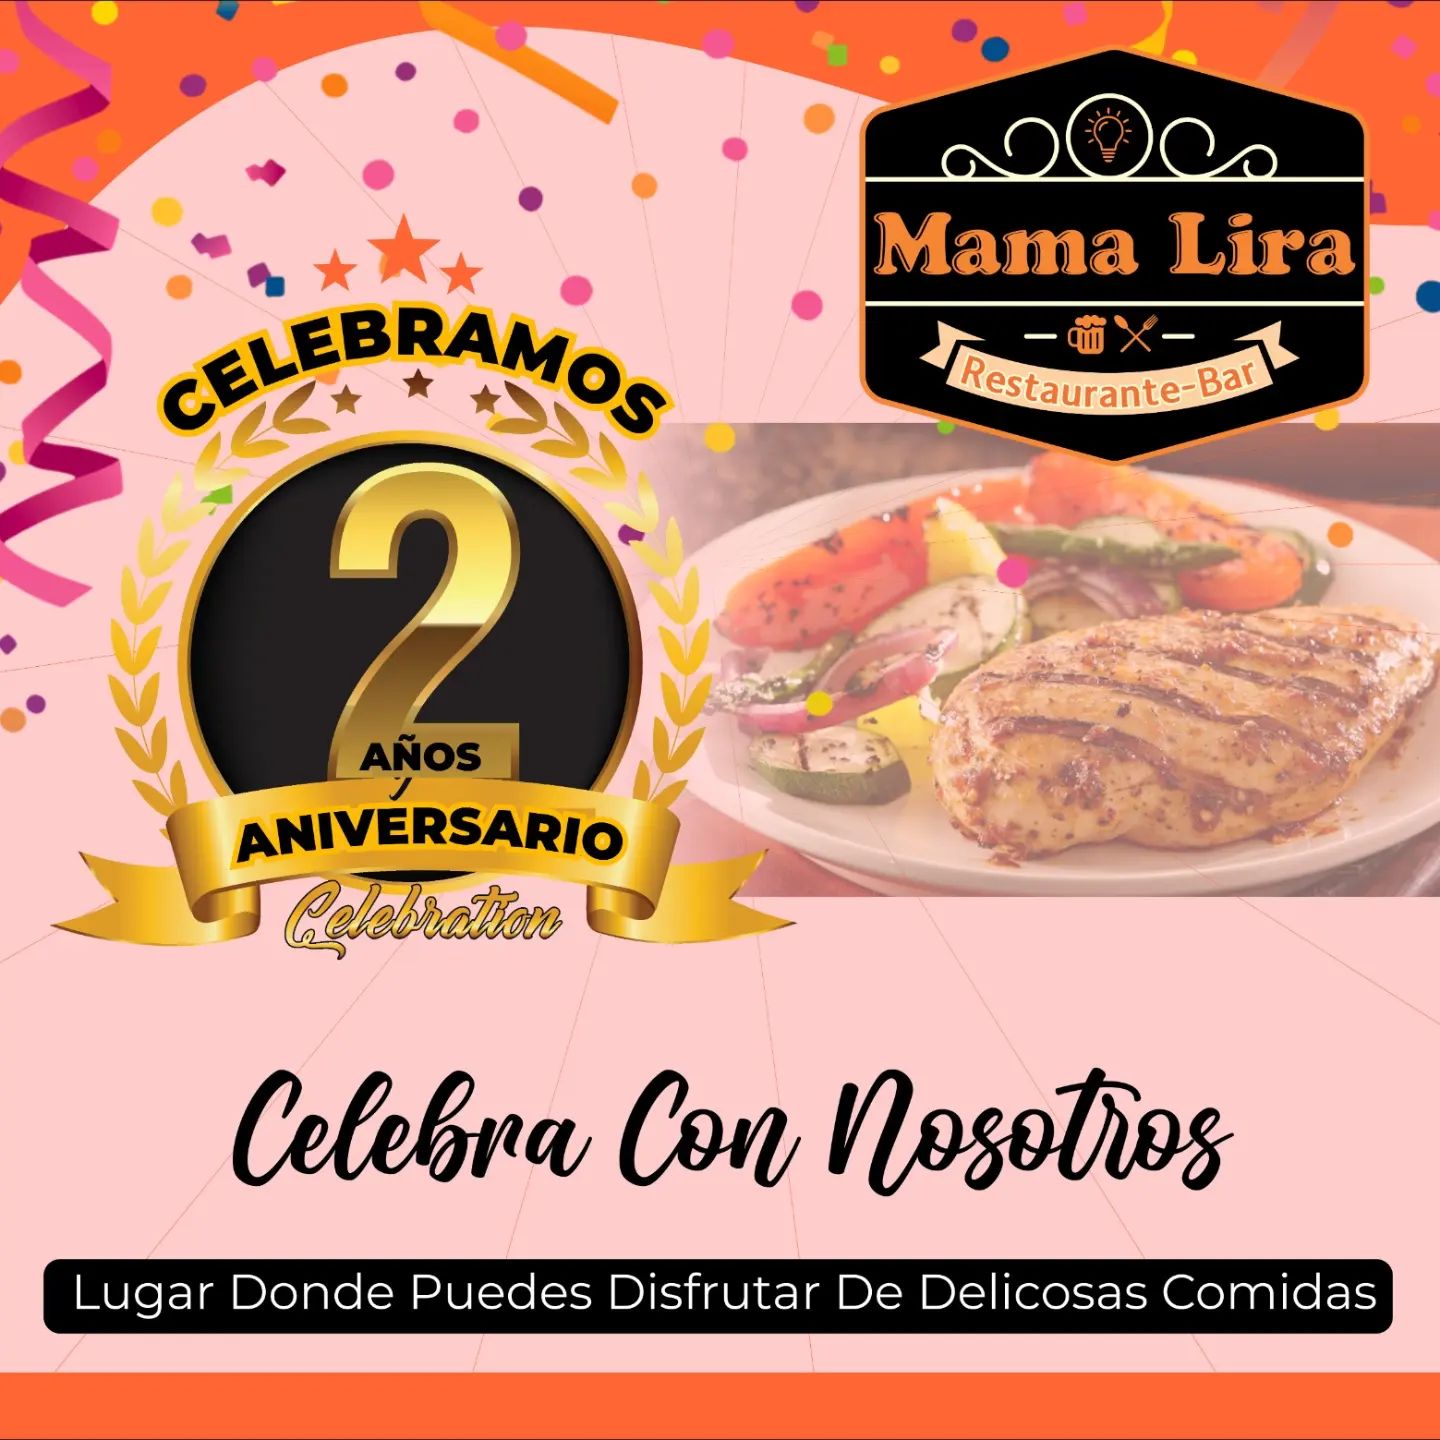 Mama Lira
Restaurante-Bar
CELEBRAMOS
2
AÑOS
y
ANIVERSARIO
Celebration
Celebra Con Nosotros
Lugar Donde Puedes Disfrutar De Delicosas Comidas